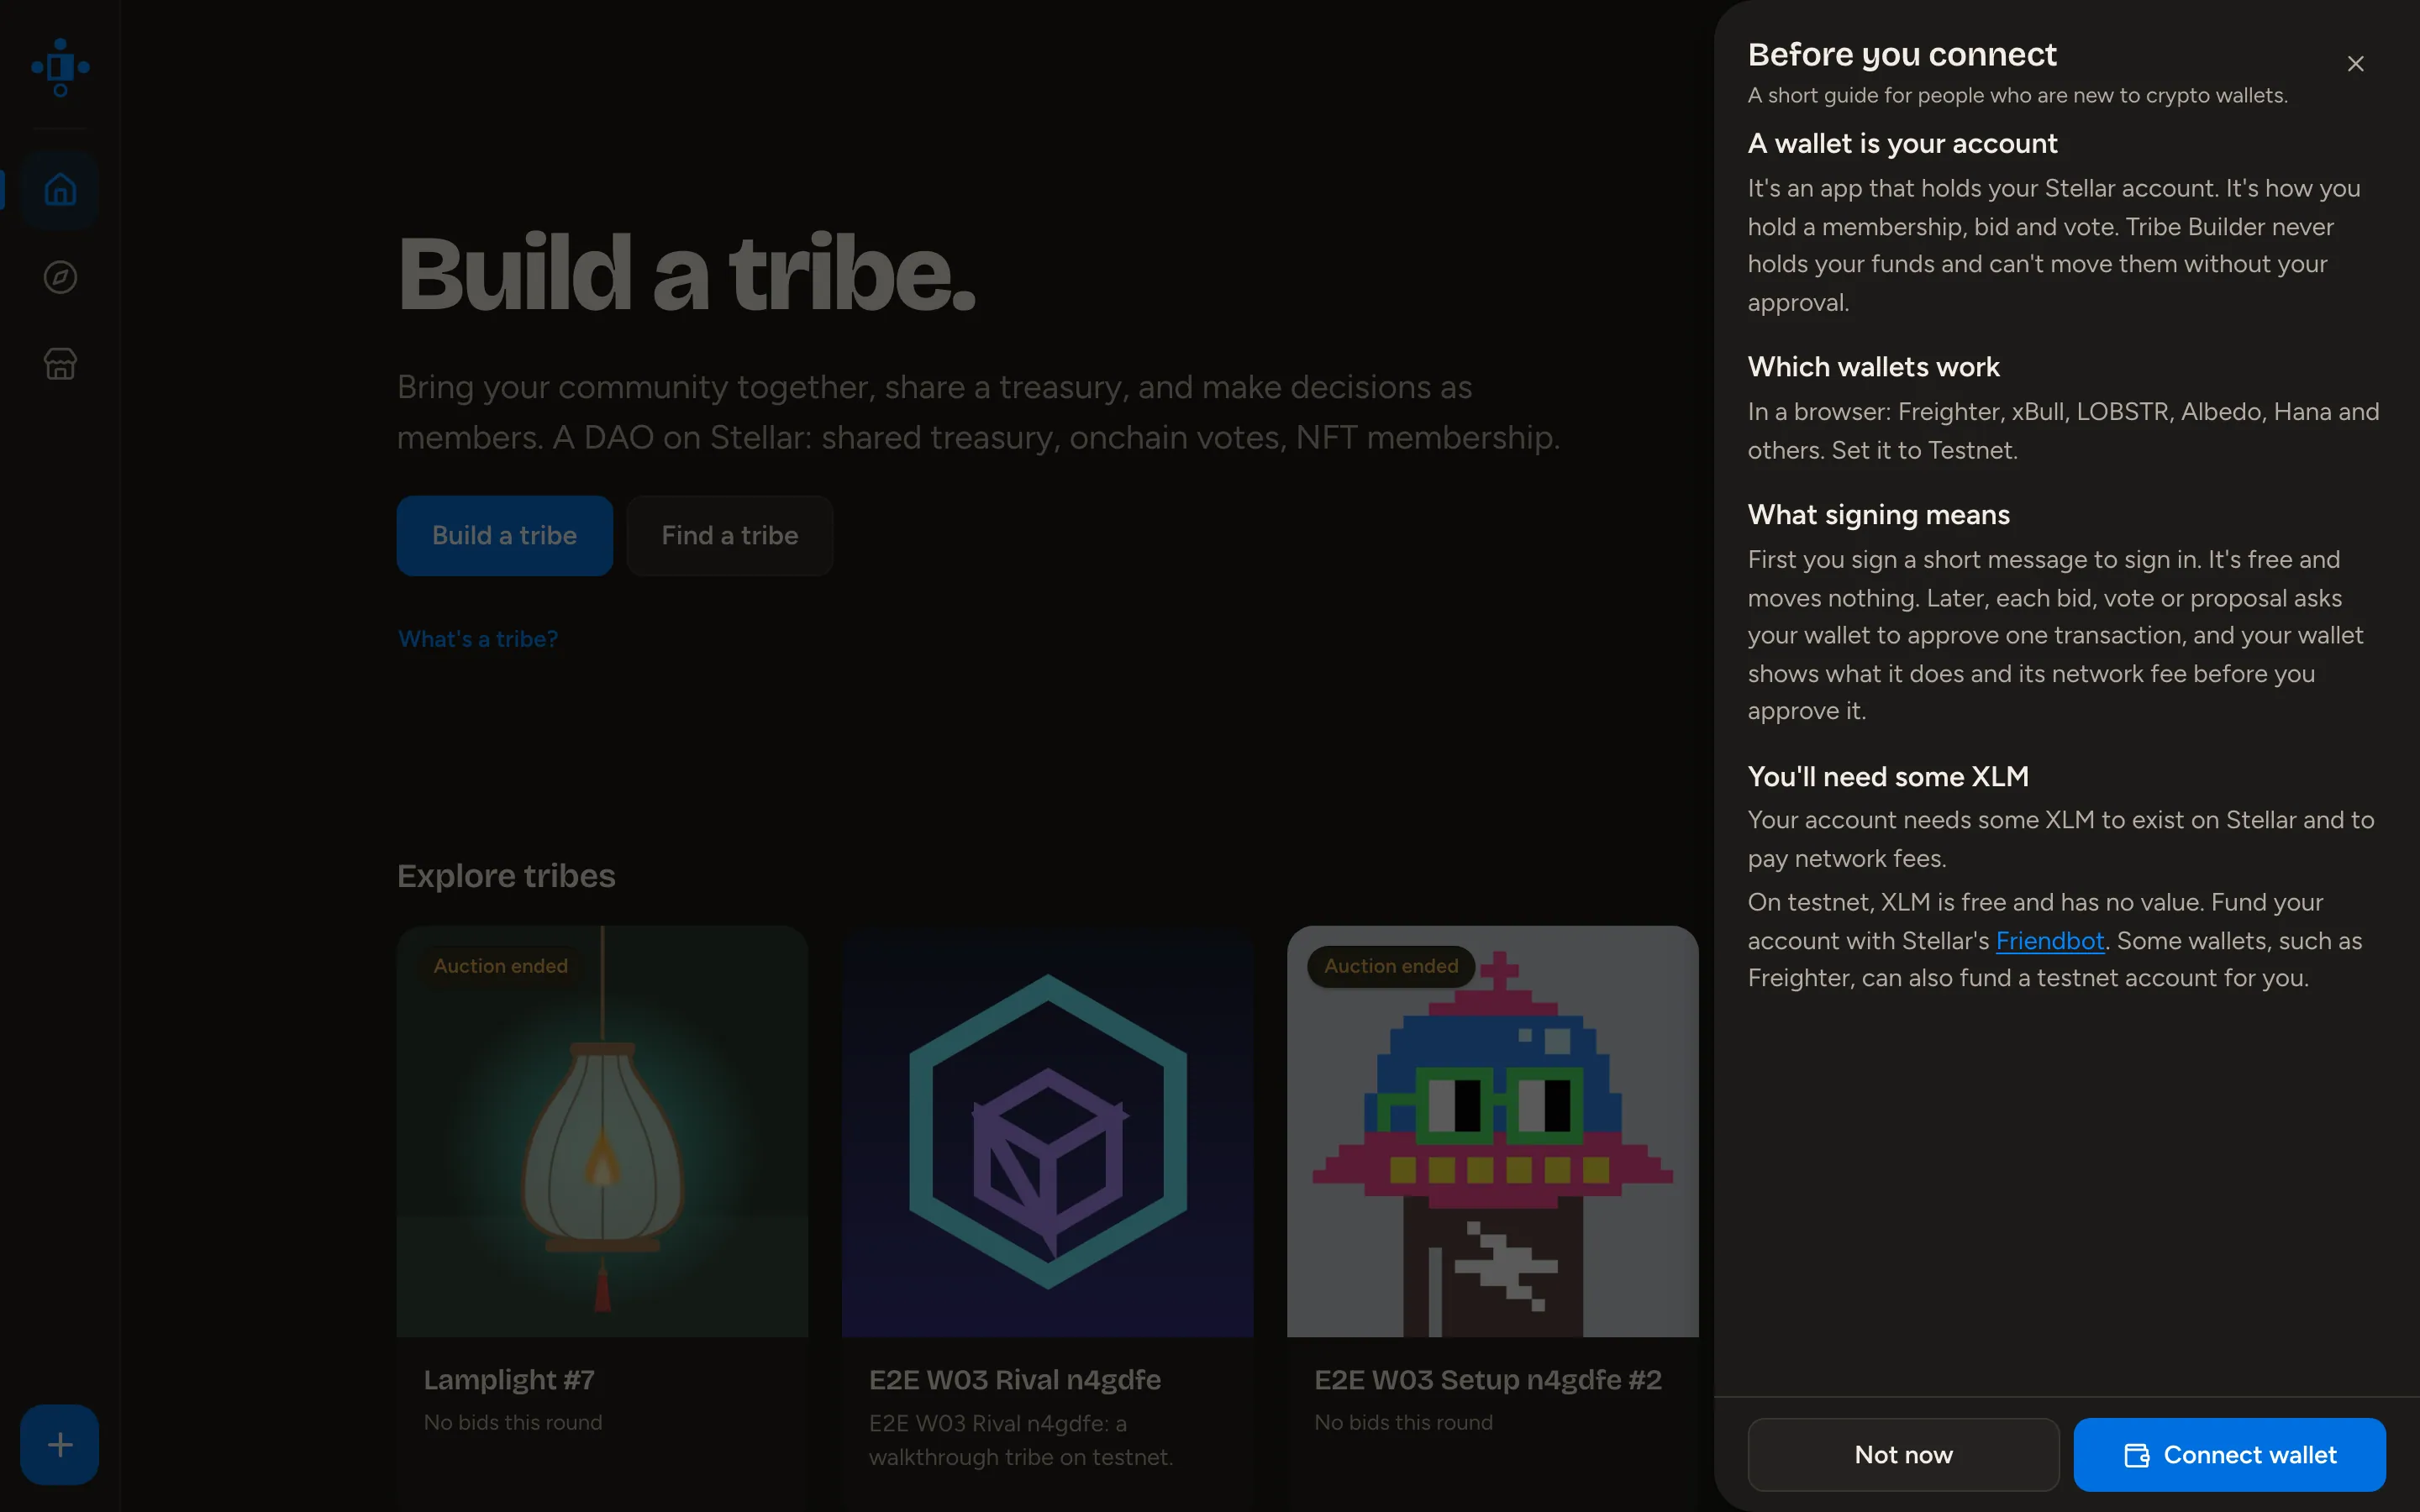 Build a tribe.
Bring your community together, share a treasury, and make decisions as
members. A DAO on Stellar: shared treasury, onchain votes, NFT membership.
Build a tribe
Find a tribe
What's a tribe?
Explore tribes
Auction ended
Auction ended
Lamplight #7
No bids this round
E2E W03 Rival n4gdfe
E2E W03 Rival n4gdfe: a
walkthrough tribe on testnet.
E2E W03 Setup n4gdfe #2
No bids this round
Before you connect
A short guide for people who are new to crypto wallets.
A wallet is your account
It's an app that holds your Stellar account. It's how you
hold a membership, bid and vote. Tribe Builder never
holds your funds and can't move them without your
approval.
Which wallets work
In a browser: Freighter, xBull, LOBSTR, Albedo, Hana and
others. Set it to Testnet.
What signing means
First you sign a short message to sign in. It's free and
moves nothing. Later, each bid, vote or proposal asks
your wallet to approve one transaction, and your wallet
shows what it does and its network fee before you
approve it.
You'll need some XLM
Your account needs some XLM to exist on Stellar and to
pay network fees.
On testnet, XLM is free and has no value. Fund your
account with Stellar's Friendbot. Some wallets, such as
Freighter, can also fund a testnet account for you.
Not now
Connect wallet